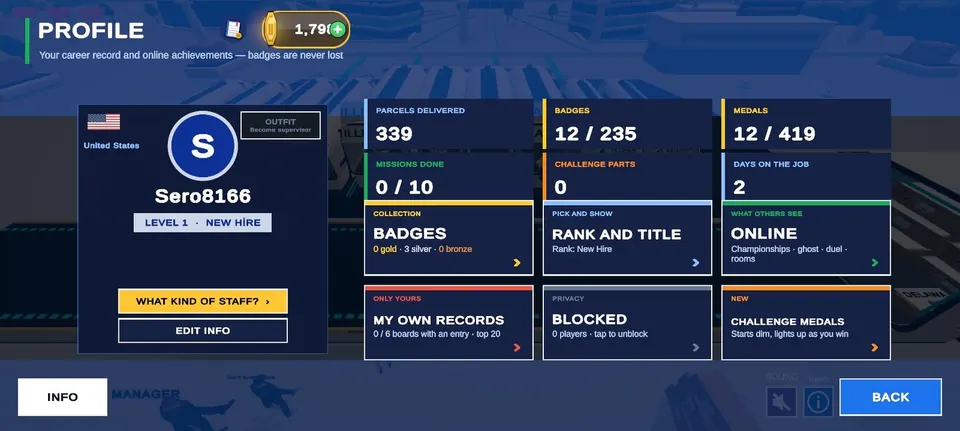 PROFILE
Your career record and online achievements — badges are never lost
United States
OUTFIT
Become supervisor
S
Sero8166
LEVEL 1 · NEW HİRE
WHAT KIND OF STAFF? ›
EDIT INFO
PARCELS DELIVERED
339
BADGES
12 / 235
MEDALS
12 / 419
MISSIONS DONE
0 / 10
CHALLENGE PARTS
0
DAYS ON THE JOB
2
COLLECTION
BADGES
0 gold · 3 silver · 0 bronze
PICK AND SHOW
RANK AND TITLE
Rank: New Hire
WHAT OTHERS SEE
ONLINE
Championships · ghost · duel ·
rooms
ONLY YOURS
MY OWN RECORDS
0 / 6 boards with an entry · top 20
PRIVACY
BLOCKED
0 players · tap to unblock
NEW
CHALLENGE MEDALS
Starts dim, lights up as you win
INFO
MANAGER
BACK